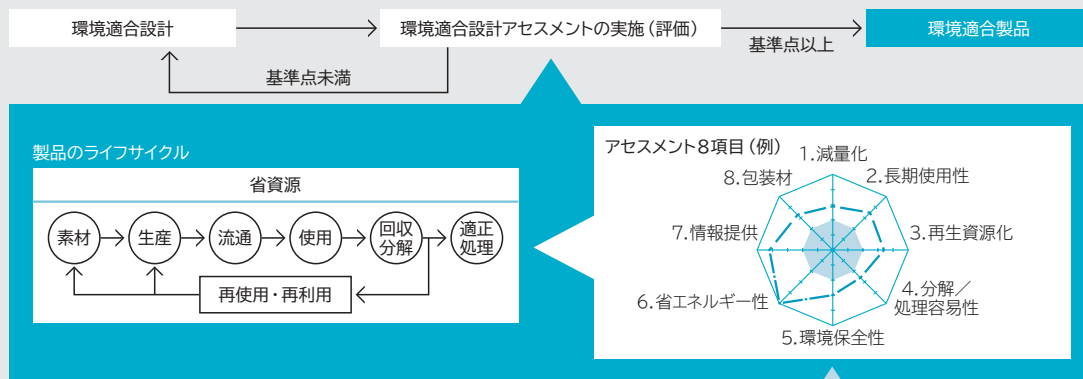 環境適合設計
環境適合設計アセスメントの実施（評価）
基準点以上
環境適合製品
基準点未満
製品のライフサイクル
省資源
素材
生産
流通
使用
回収
分解
適正
処理
再使用・再利用
アセスメント8項目（例）
1.減量化
2.長期使用性
3.再生資源化
4.分解／
処理容易性
5.環境保全性
6.省エネルギー性
7.情報提供
8.包装材